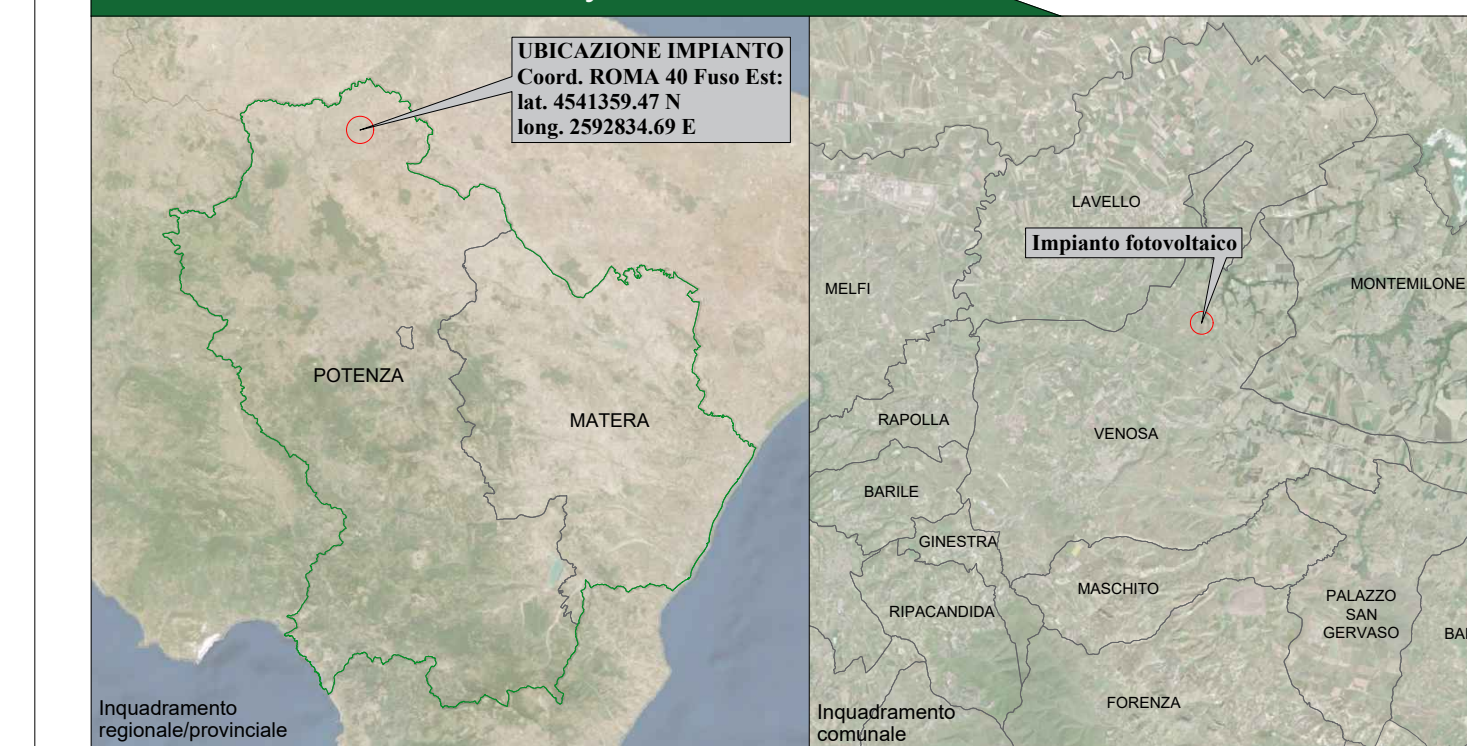 UBICAZIONE IMPIANTO
Coord. ROMA 40 Fuso Est:
lat. 4541359.47 N
long. 2592834.69 E
POTENZA
MATERA
Inquadramento
regionale/provinciale
LAVELLO
Impianto fotovoltaico
MELFI
MONTEMILONE
RAPOLLA
VENOSA
BARILE
GINESTRA
MASCHITO
RIPACANDIDA
PALAZZO
SAN
GERVASO
FORENZA
Inquadramento
comunale